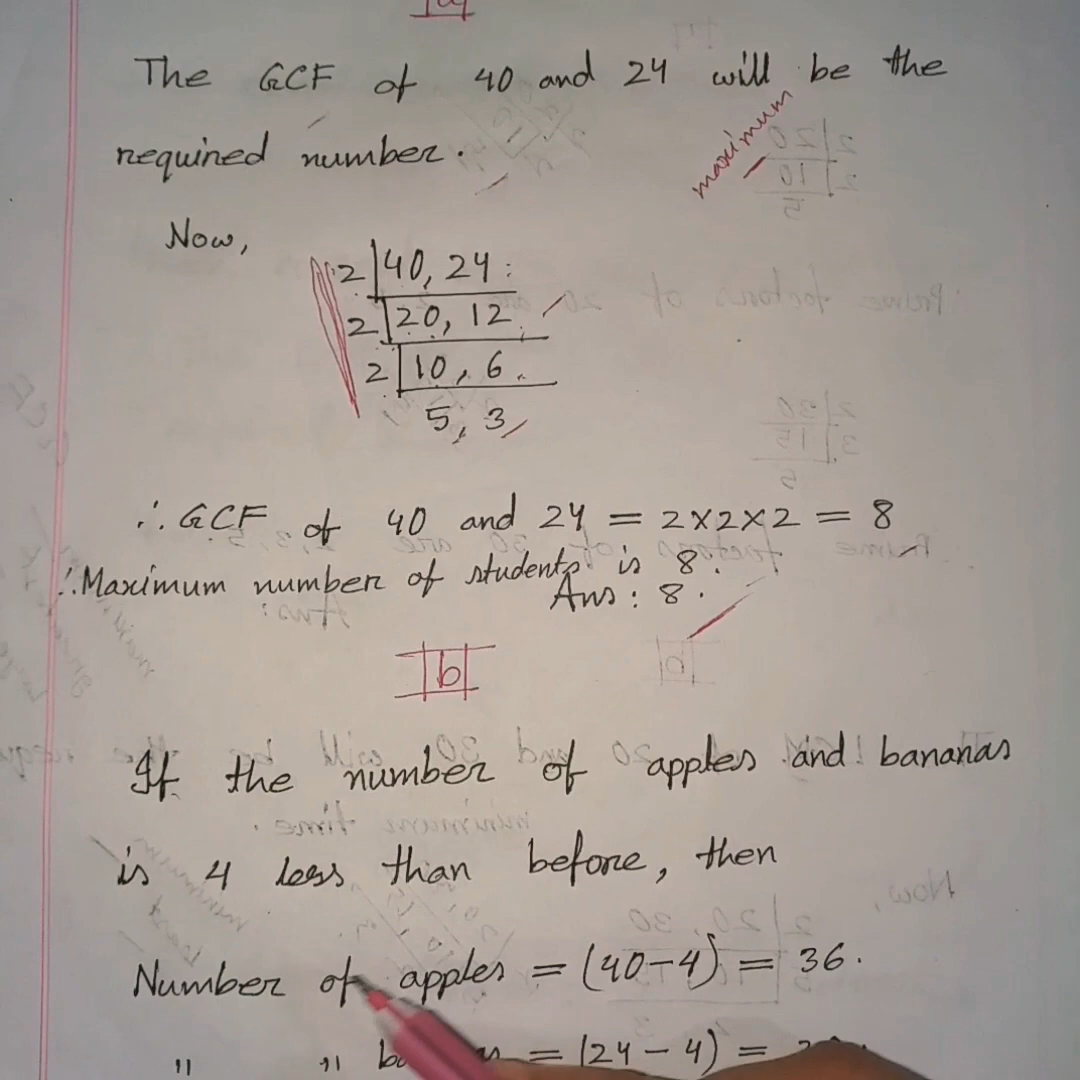 The GCF of 40 and 24 will be the
maximum
required number.
Now,
2 | 40, 24
2 | 20, 12
2 | 10, 6
5, 3
∴ GCF of 40 and 24 = 2×2×2 = 8
∴ Maximum number of students is 8.
Ans: 8.
b
If the number of apples and bananas
is 4 less than before, then
Number of apples = (40-4) = 36.
" " = (24-4) =